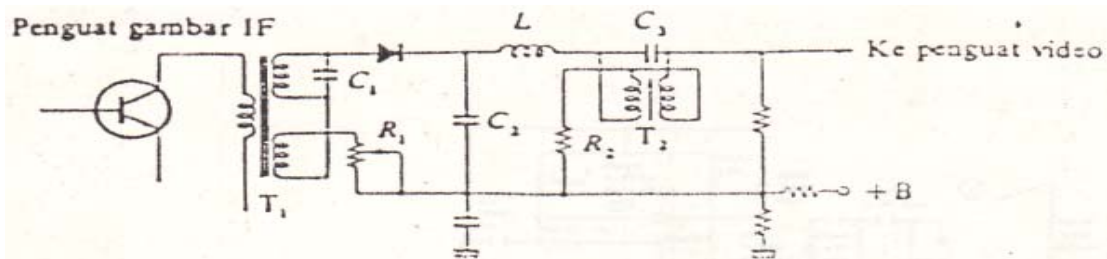 Penguat gambar IF
L
C₃
Ke penguat video
C₁
R₁
C₂
R₂
T₂
T₁
+B